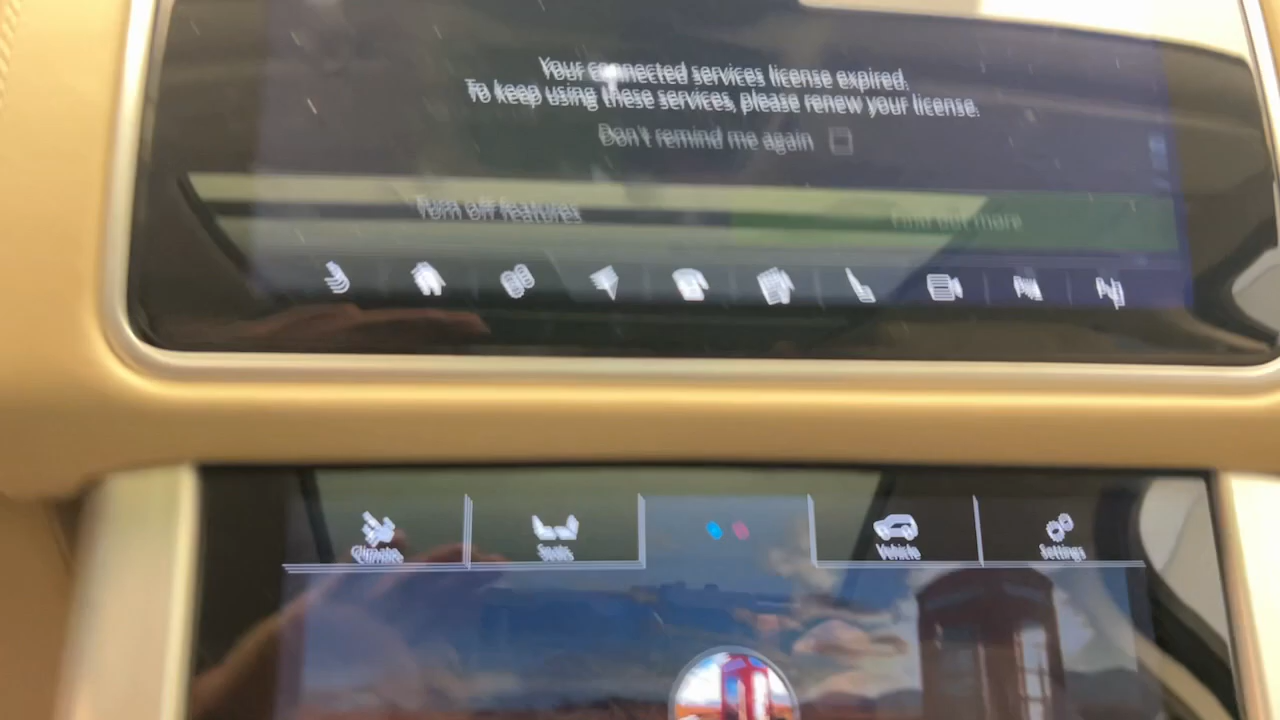 Your connected services license expired.
To keep using these services, please renew your license.
Don't remind me again
Turn off features
Find out more
Climate
Seats
Vehicle
Settings